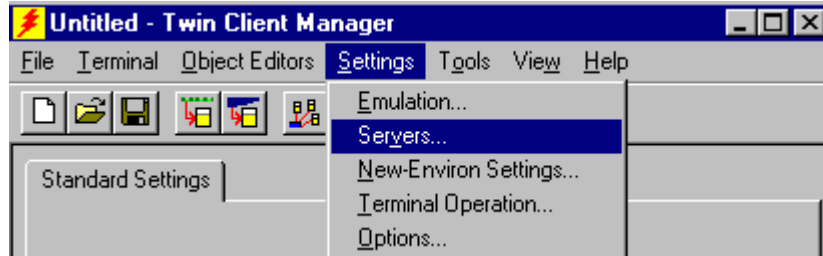 Untitled - Twin Client Manager
File Terminal Object Editors Settings Tools View Help
Emulation...
Servers...
New-Environ Settings...
Standard Settings
Terminal Operation...
Options...